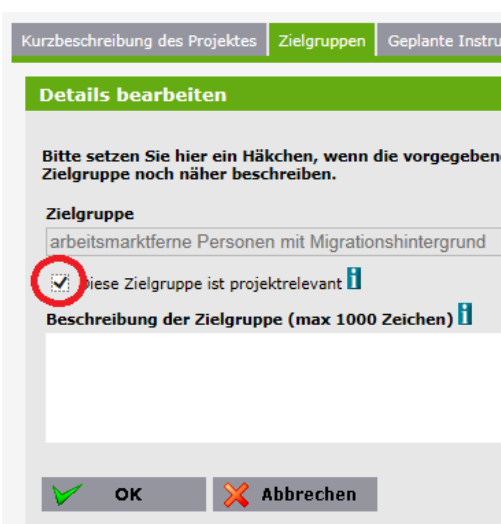 Kurzbeschreibung des Projektes Zielgruppen Geplante Instru
Details bearbeiten
Bitte setzen Sie hier ein Häkchen, wenn die vorgegeben
Zielgruppe noch näher beschreiben.
Zielgruppe
arbeitsmarktferne Personen mit Migrationshintergrund
Diese Zielgruppe ist projektrelevant i
Beschreibung der Zielgruppe (max 1000 Zeichen) i
OK Abbrechen